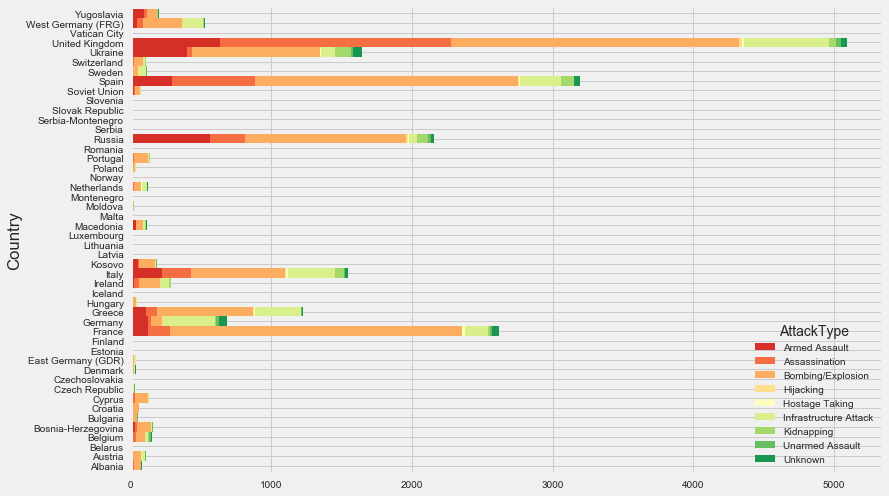 Yugoslavia
West Germany (FRG)
Vatican City
United Kingdom
Ukraine
Switzerland
Sweden
Spain
Soviet Union
Slovenia
Slovak Republic
Serbia-Montenegro
Serbia
Russia
Romania
Portugal
Poland
Norway
Netherlands
Montenegro
Moldova
Malta
Macedonia
Luxembourg
Lithuania
Latvia
Kosovo
Italy
Ireland
Iceland
Hungary
Greece
Germany
France
Finland
Estonia
East Germany (GDR)
Denmark
Czechoslovakia
Czech Republic
Cyprus
Croatia
Bulgaria
Bosnia-Herzegovina
Belgium
Belarus
Austria
Albania
Country
0 1000 2000 3000 4000 5000
AttackType
Armed Assault
Assassination
Bombing/Explosion
Hijacking
Hostage Taking
Infrastructure Attack
Kidnapping
Unarmed Assault
Unknown